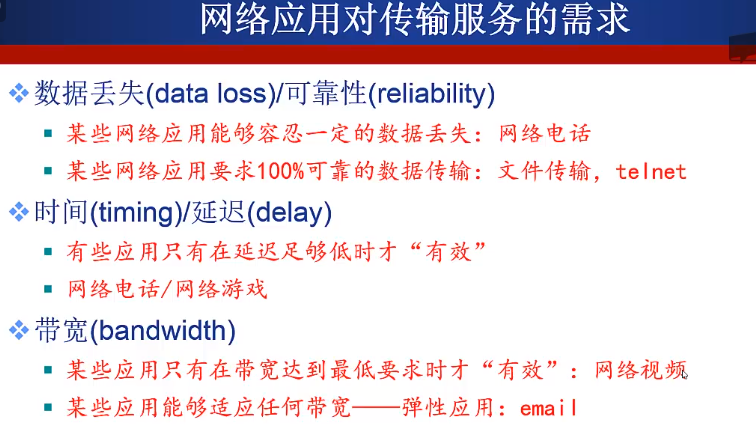 网络应用对传输服务的需求
数据丢失(data loss)/可靠性(reliability)
某些网络应用能够容忍一定的数据丢失：网络电话
某些网络应用要求100%可靠的数据传输：文件传输，telnet
时间(timing)/延迟(delay)
有些应用只有在延迟足够低时才“有效”
网络电话/网络游戏
带宽(bandwidth)
某些应用只有在带宽达到最低要求时才“有效”：网络视频
某些应用能够适应任何带宽——弹性应用：email